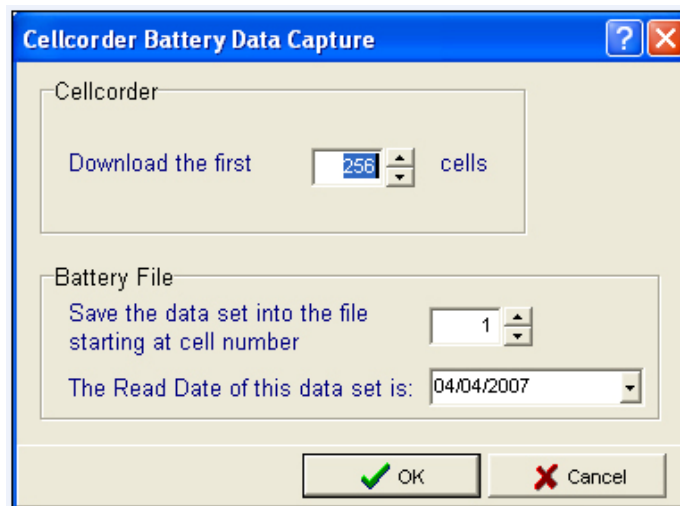 Cellcorder Battery Data Capture
Cellcorder
Download the first 256 cells
Battery File
Save the data set into the file
starting at cell number 1
The Read Date of this data set is: 04/04/2007
OK Cancel